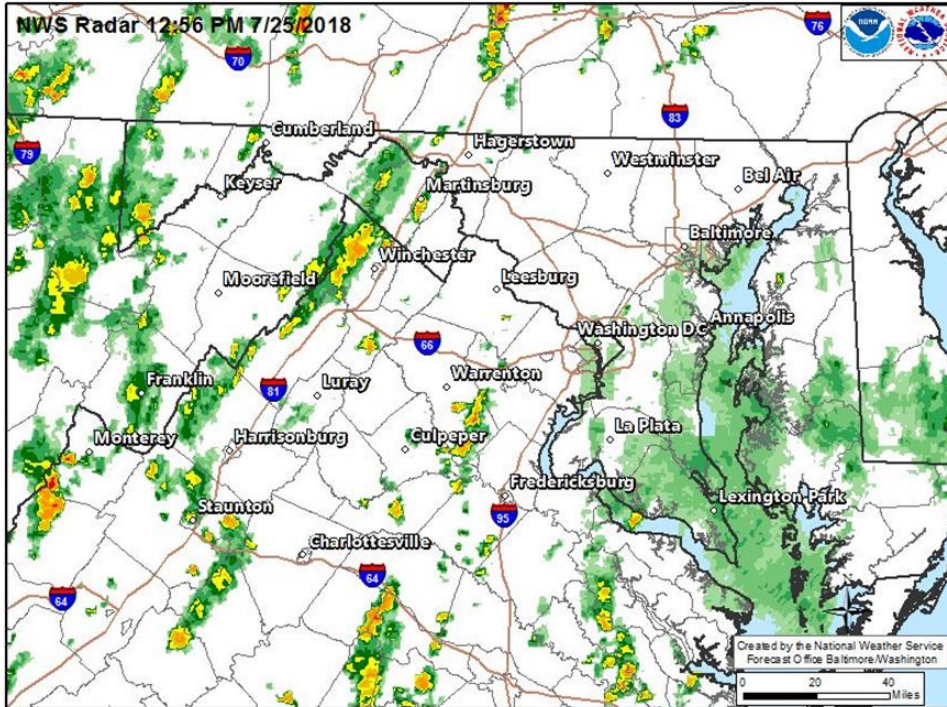 NWS Radar 12:56 PM 7/25/2018
NOAA
76
70
83
79
Cumberland
Hagerstown
Westminster
Keyser
Martinsburg
Bel Air
Baltimore
Winchester
Moorefield
Leesburg
Annapolis
Washington DC
66
Franklin
81
Luray
Warrenton
Monterey
Harrisonburg
Culpeper
La Plata
Fredericksburg
Lexington Park
Staunton
95
Charlottesville
64
64
Created by the National Weather Service
Forecast Office Baltimore/Washington
0 20 40
Miles